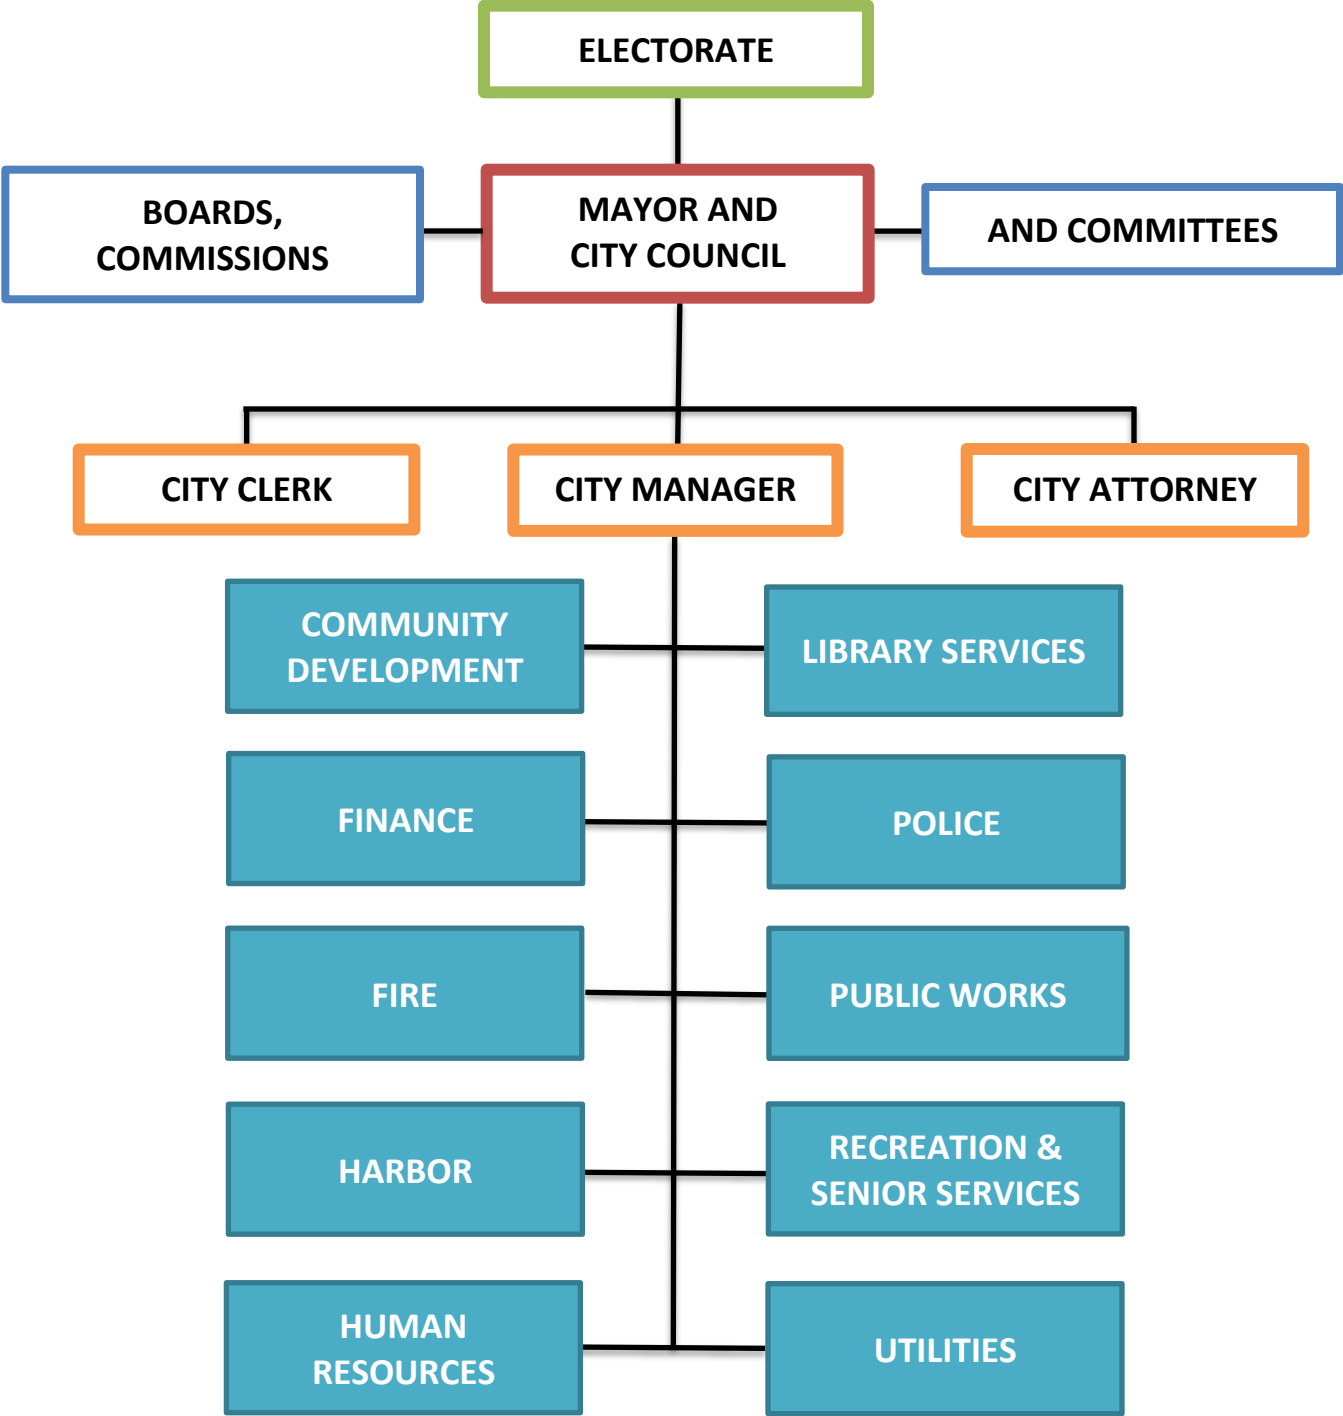 ELECTORATE
BOARDS,
COMMISSIONS
MAYOR AND
CITY COUNCIL
AND COMMITTEES
CITY CLERK
CITY MANAGER
CITY ATTORNEY
COMMUNITY
DEVELOPMENT
LIBRARY SERVICES
FINANCE
POLICE
FIRE
PUBLIC WORKS
HARBOR
RECREATION &
SENIOR SERVICES
HUMAN
RESOURCES
UTILITIES